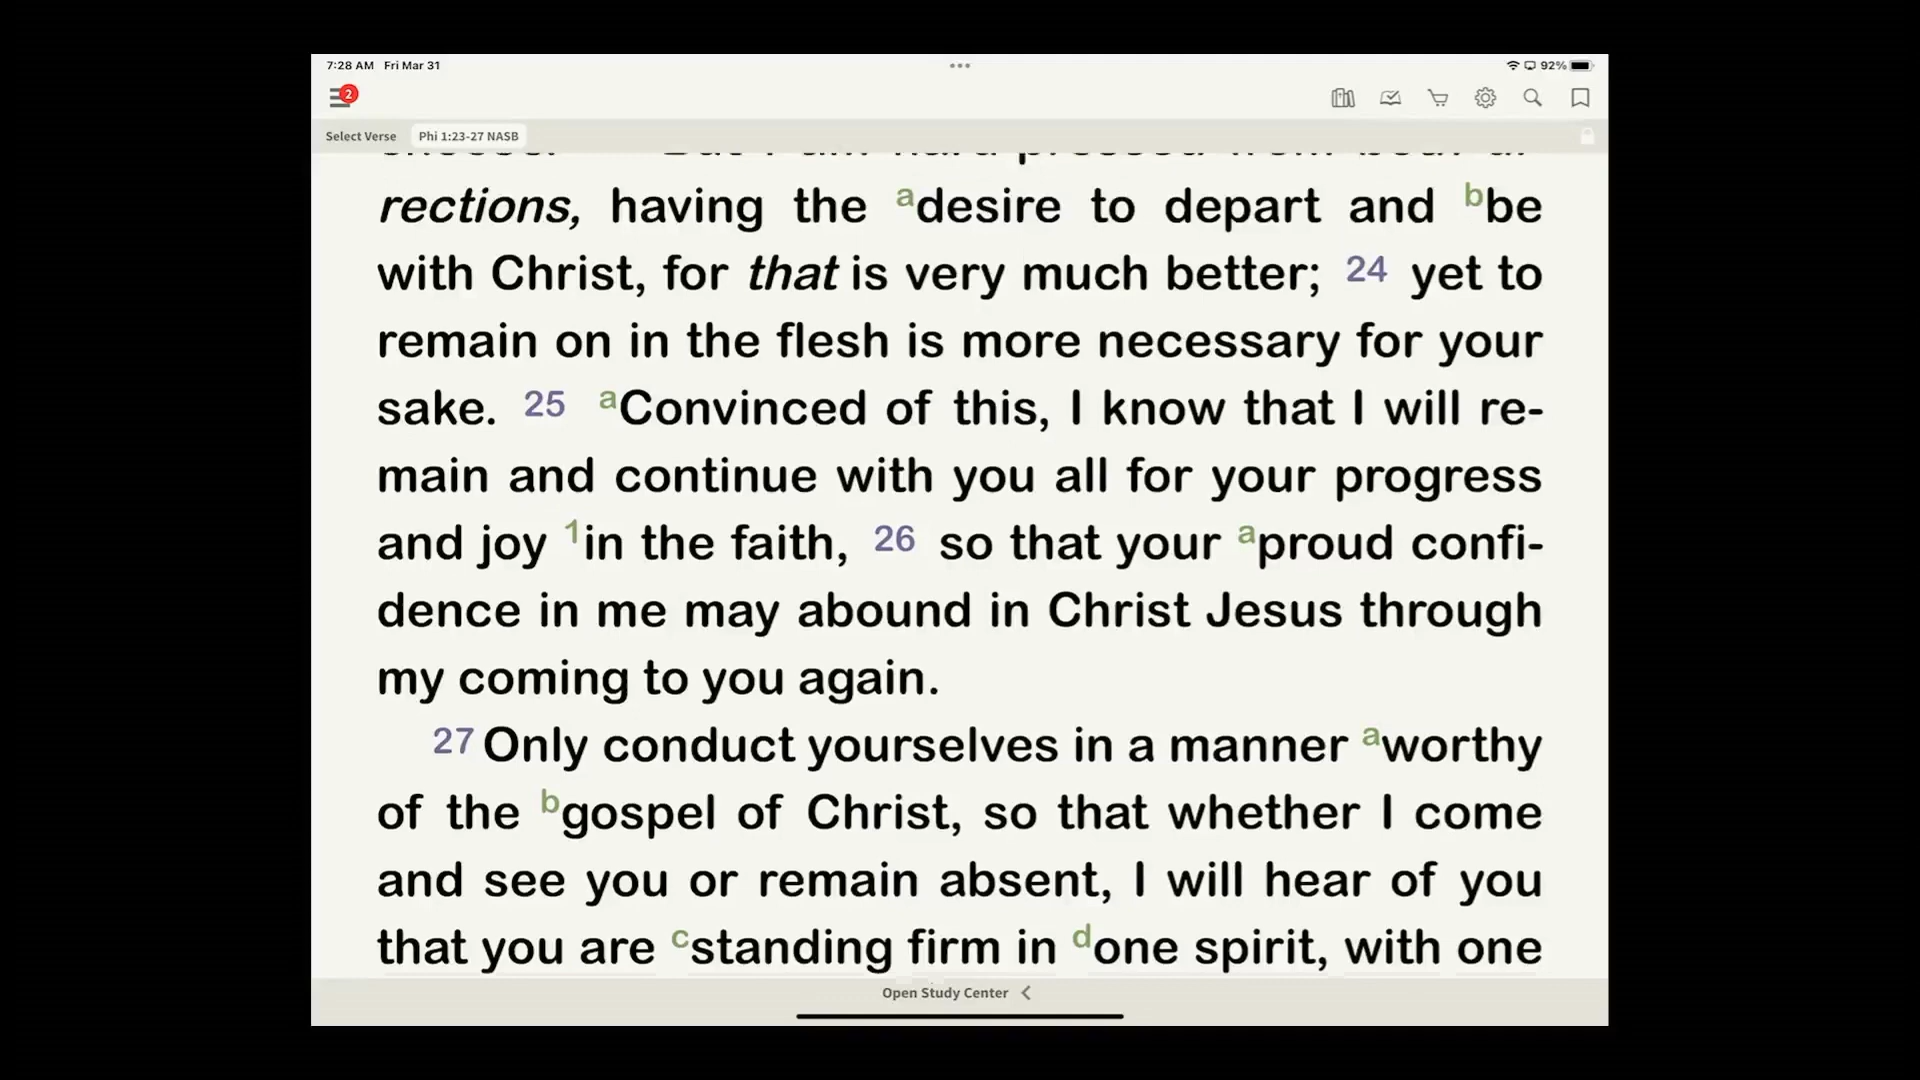 7:28 AM Fri Mar 31
92%
2
Select Verse Phi 1:23-27 NASB
rections, having the adesire to depart and bbe
with Christ, for that is very much better; 24 yet to
remain on in the flesh is more necessary for your
sake. 25 aConvinced of this, I know that I will re-
main and continue with you all for your progress
and joy 1in the faith, 26 so that your aproud confi-
dence in me may abound in Christ Jesus through
my coming to you again.
27 Only conduct yourselves in a manner aworthy
of the bgospel of Christ, so that whether I come
and see you or remain absent, I will hear of you
that you are cstanding firm in done spirit, with one
Open Study Center